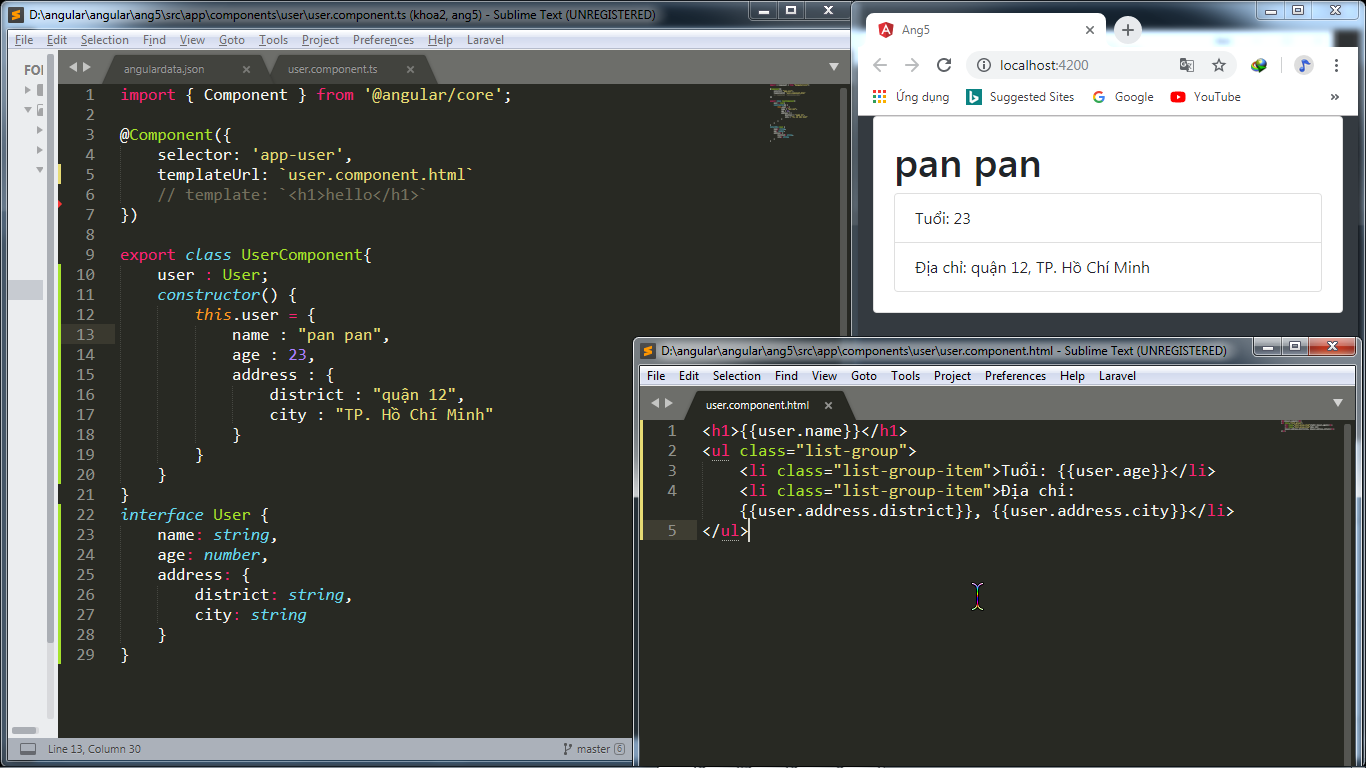 D:\angular\angular\ang5\src\app\components\user\user.component.ts (khoa2, ang5) - Sublime Text (UNREGISTERED)
File Edit Selection Find View Goto Tools Project Preferences Help Laravel
FOI
angulardata.json × user.component.ts ×
1 import { Component } from '@angular/core';
2
3 @Component({
4 selector: 'app-user',
5 templateUrl: `user.component.html`
6 // template: `<h1>hello</h1>`
7 })
8
9 export class UserComponent{
10 user : User;
11 constructor() {
12 this.user = {
13 name : "pan pan",
14 age : 23,
15 address : {
16 district : "quận 12",
17 city : "TP. Hồ Chí Minh"
18 }
19 }
20 }
21 }
22 interface User {
23 name: string,
24 age: number,
25 address: {
26 district: string,
27 city: string
28 }
29 }
Line 13, Column 30
master 6
Ang5 ×
localhost:4200
Ứng dụng Suggested Sites Google YouTube »
pan pan
Tuổi: 23
Địa chỉ: quận 12, TP. Hồ Chí Minh
D:\angular\angular\ang5\src\app\components\user\user.component.html - Sublime Text (UNREGISTERED)
File Edit Selection Find View Goto Tools Project Preferences Help Laravel
user.component.html ×
1 <h1>{{user.name}}</h1>
2 <ul class="list-group">
3 <li class="list-group-item">Tuổi: {{user.age}}</li>
4 <li class="list-group-item">Địa chỉ:
{{user.address.district}}, {{user.address.city}}</li>
5 </ul>